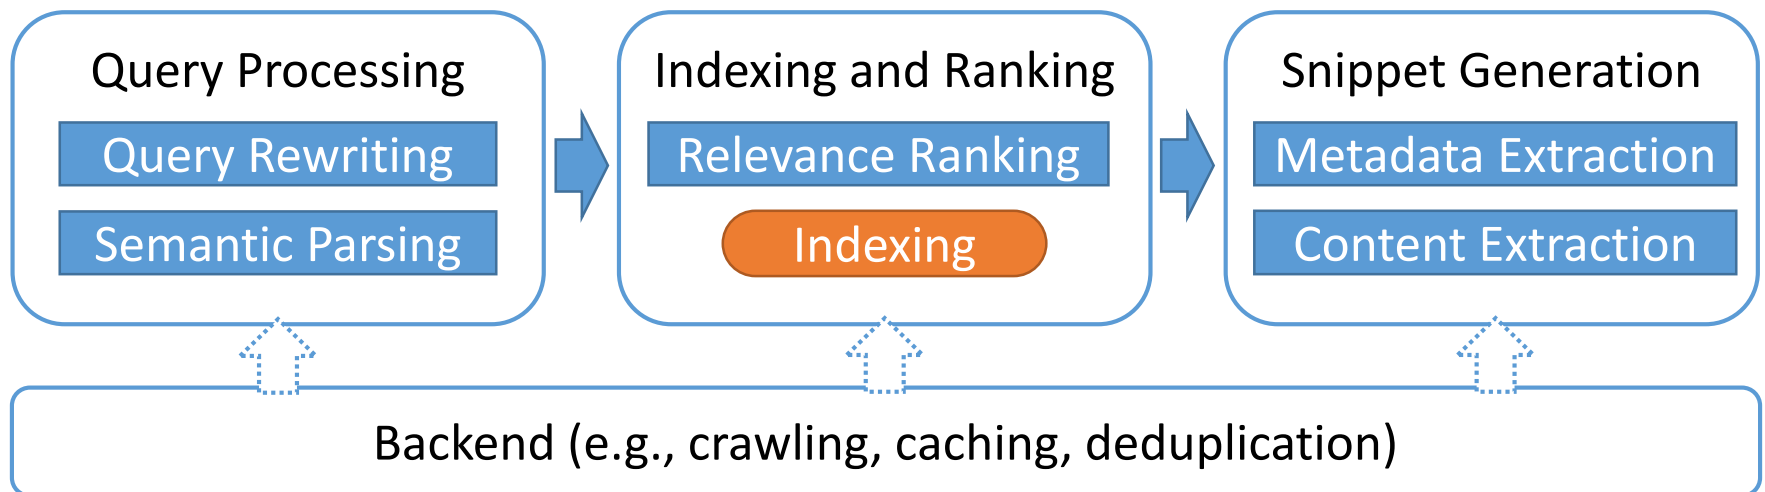 Query Processing
Query Rewriting
Semantic Parsing
Indexing and Ranking
Relevance Ranking
Indexing
Snippet Generation
Metadata Extraction
Content Extraction
Backend (e.g., crawling, caching, deduplication)